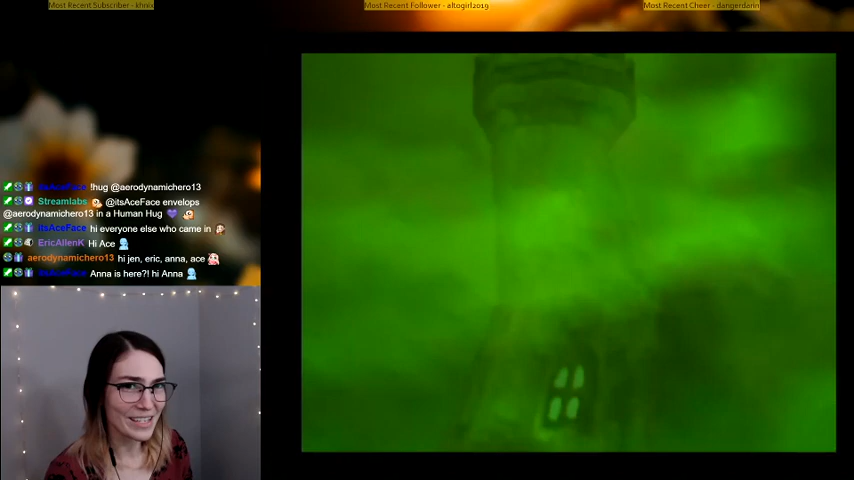 Most Recent Subscriber - khnix
Most Recent Follower - altogirl2019
Most Recent Cheer - dangerdarin
itsAceFace !hug @aerodynamichero13
Streamlabs @itsAceFace envelops
@aerodynamichero13 in a Human Hug
itsAceFace hi everyone else who came in
EricAllenK Hi Ace
aerodynamichero13 hi jen, eric, anna, ace
itsAceFace Anna is here?! hi Anna